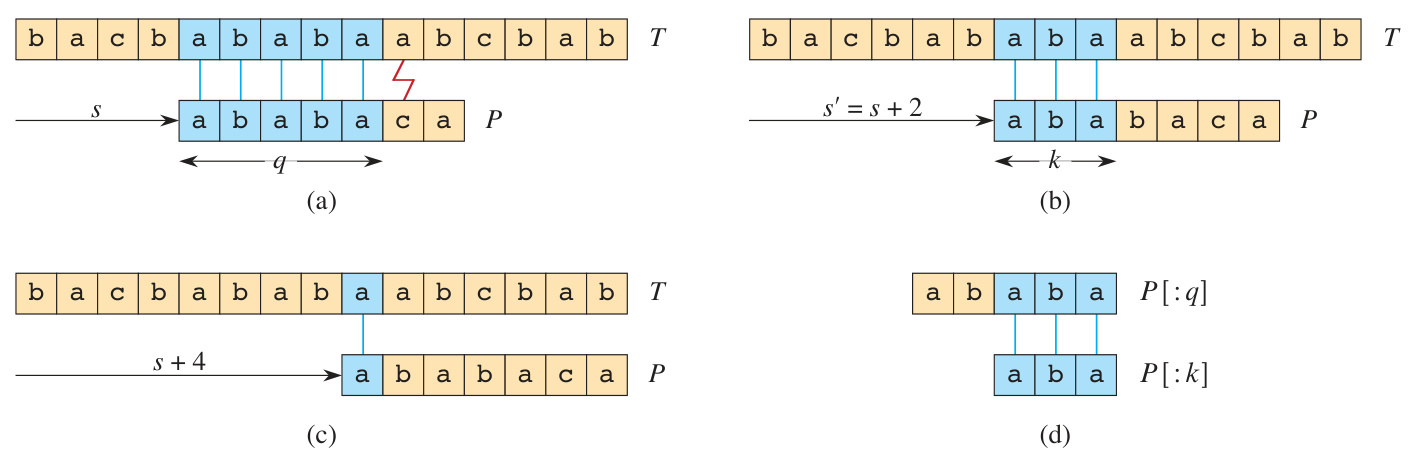 b a c b a b a b a a b c b a b T
s a b a b a c a P
q
(a)
b a c b a b a b a a b c b a b T
s′ = s + 2 a b a b a c a P
k
(b)
b a c b a b a b a a b c b a b T
s + 4 a b a b a c a P
(c)
a b a b a P[:q]
a b a P[:k]
(d)